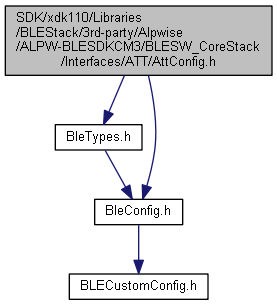 SDK/xdk110/Libraries
/BLEStack/3rd-party/Alpwise
/ALPW-BLESDKCM3/BLESW_CoreStack
/Interfaces/ATT/AttConfig.h
BleTypes.h
BleConfig.h
BLECustomConfig.h